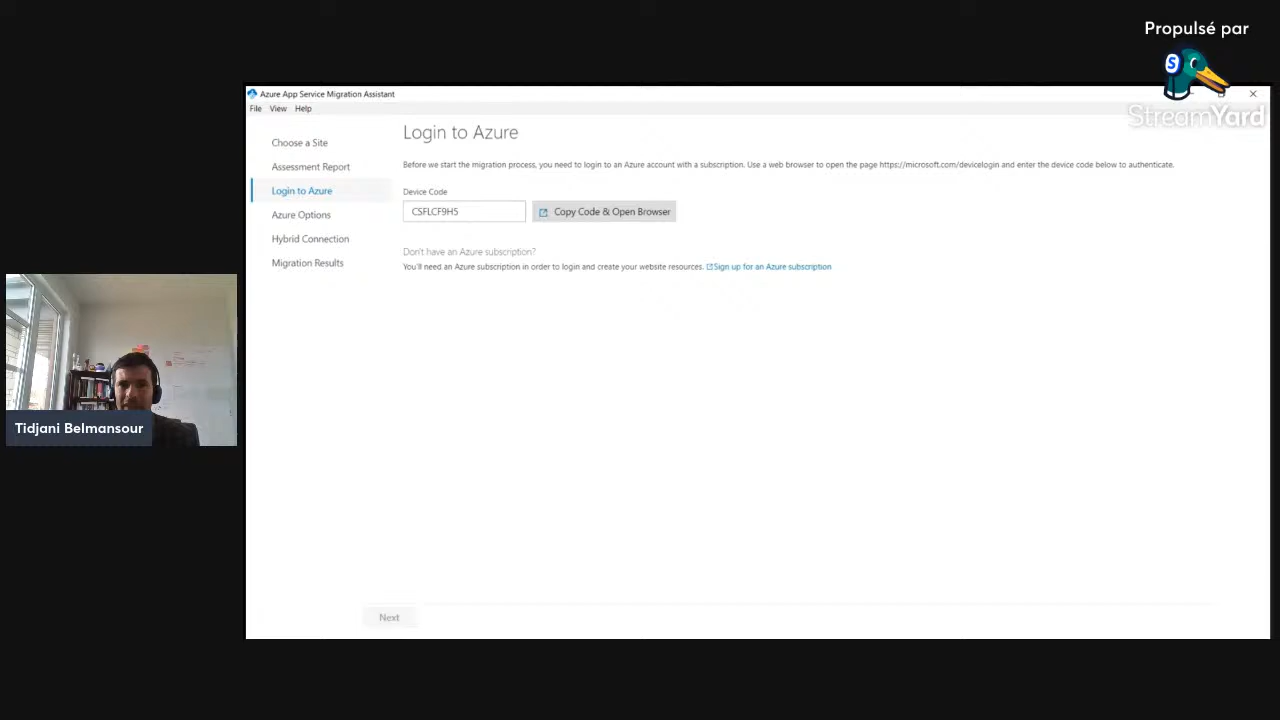 Propulsé par
StreamYard
Azure App Service Migration Assistant
File View Help
Choose a Site
Assessment Report
Login to Azure
Azure Options
Hybrid Connection
Migration Results
Login to Azure
Before we start the migration process, you need to login to an Azure account with a subscription. Use a web browser to open the page https://microsoft.com/devicelogin and enter the device code below to authenticate.
Device Code
CSFLCF9H5
Copy Code & Open Browser
Don't have an Azure subscription?
You'll need an Azure subscription in order to login and create your website resources. Sign up for an Azure subscription
Next
Tidjani Belmansour